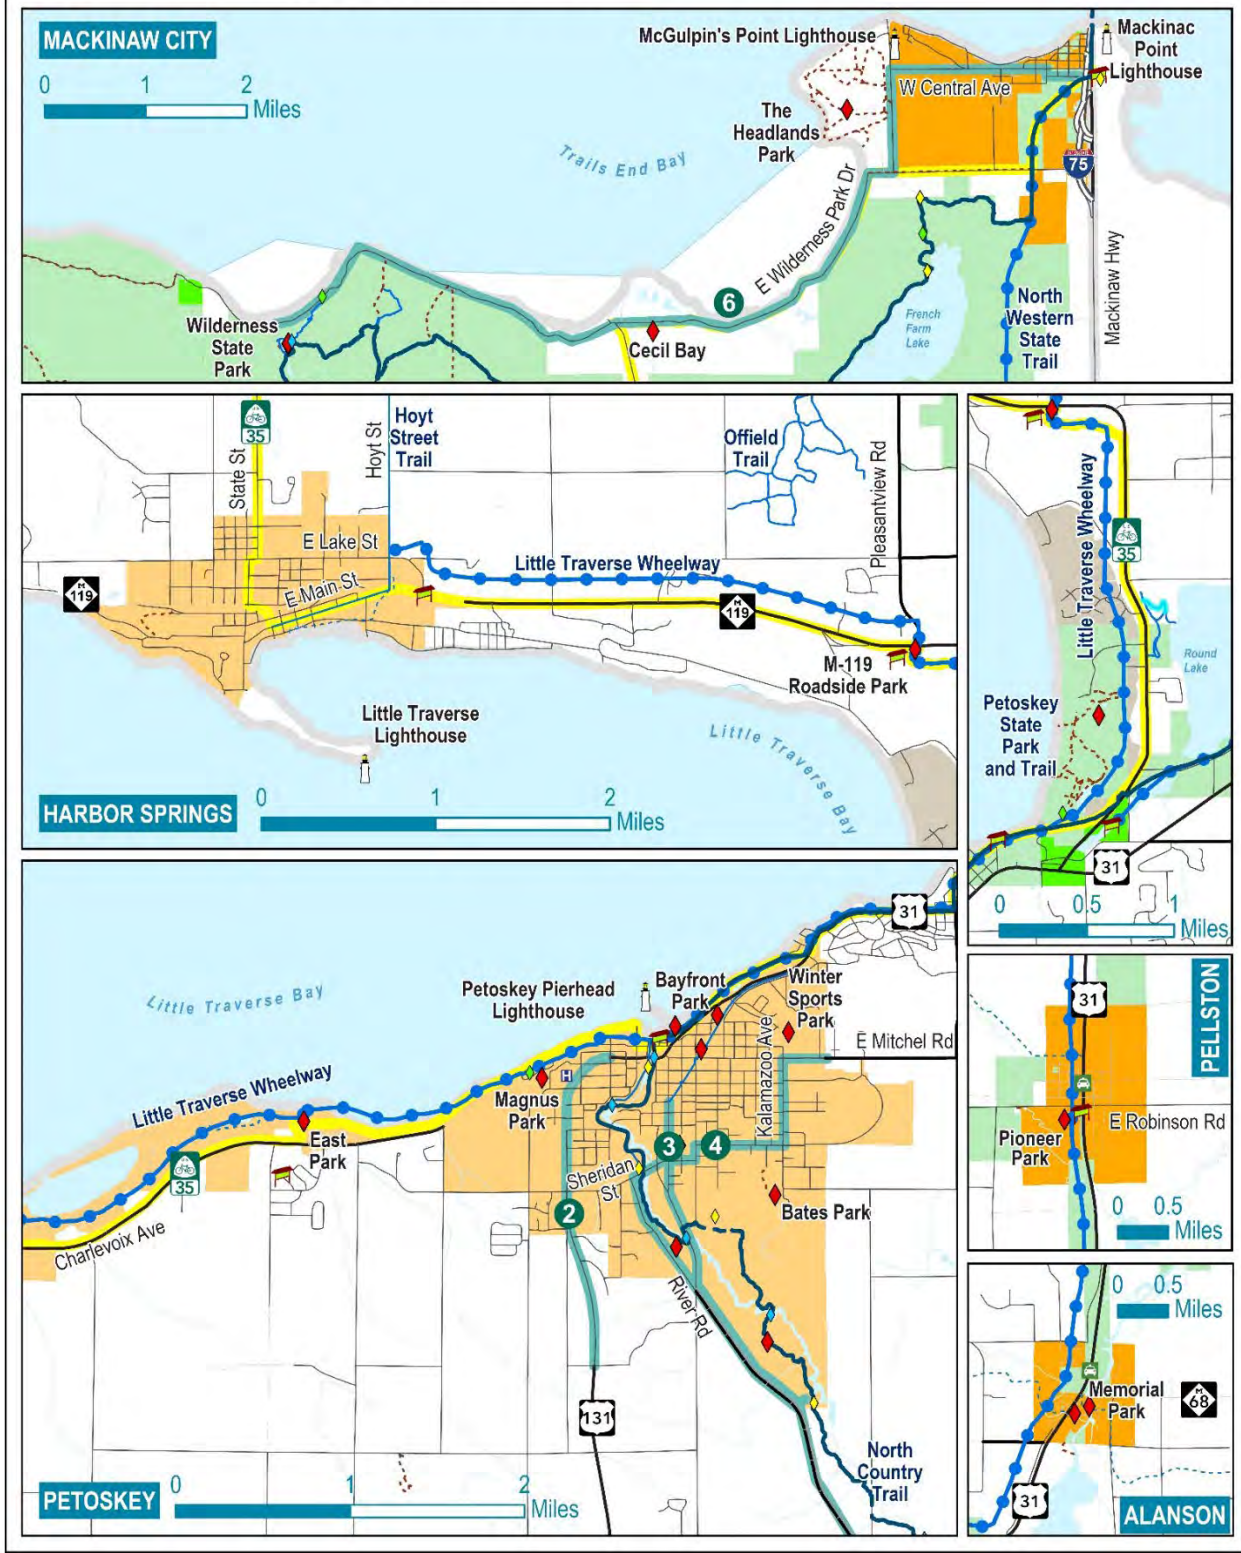 MACKINAW CITY
0 1 2
Miles
McGulpin's Point Lighthouse
Mackinac
Point
Lighthouse
W Central Ave
The
Headlands
Park
Trails End Bay
75
E Wilderness Park Dr
Mackinaw Hwy
6
Wilderness
State
Park
Cecil Bay
French
Farm
Lake
North
Western
State
Trail
35
State St
Hoyt St
Hoyt
Street
Trail
Offield
Trail
Pleasantview Rd
E Lake St
E Main St
Little Traverse Wheelway
M
119
M
119
M-119
Roadside Park
Little Traverse
Lighthouse
Little Traverse Bay
HARBOR SPRINGS
0 1 2
Miles
Little Traverse Wheelway
35
Round
Lake
Petoskey
State
Park
and Trail
31
0 0.5 1
Miles
31
Little Traverse Bay
Petoskey Pierhead
Lighthouse
Bayfront
Park
Winter
Sports
Park
Kalamazoo Ave
E Mitchel Rd
Little Traverse Wheelway
H
Magnus
Park
East
Park
35
Charlevoix Ave
3
4
Sheridan
St
2
Bates Park
River Rd
131
North
Country
Trail
PETOSKEY
0 1 2
Miles
31
PELLSTON
E Robinson Rd
Pioneer
Park
0 0.5
Miles
0 0.5
Miles
Memorial
Park
M
68
31
ALANSON